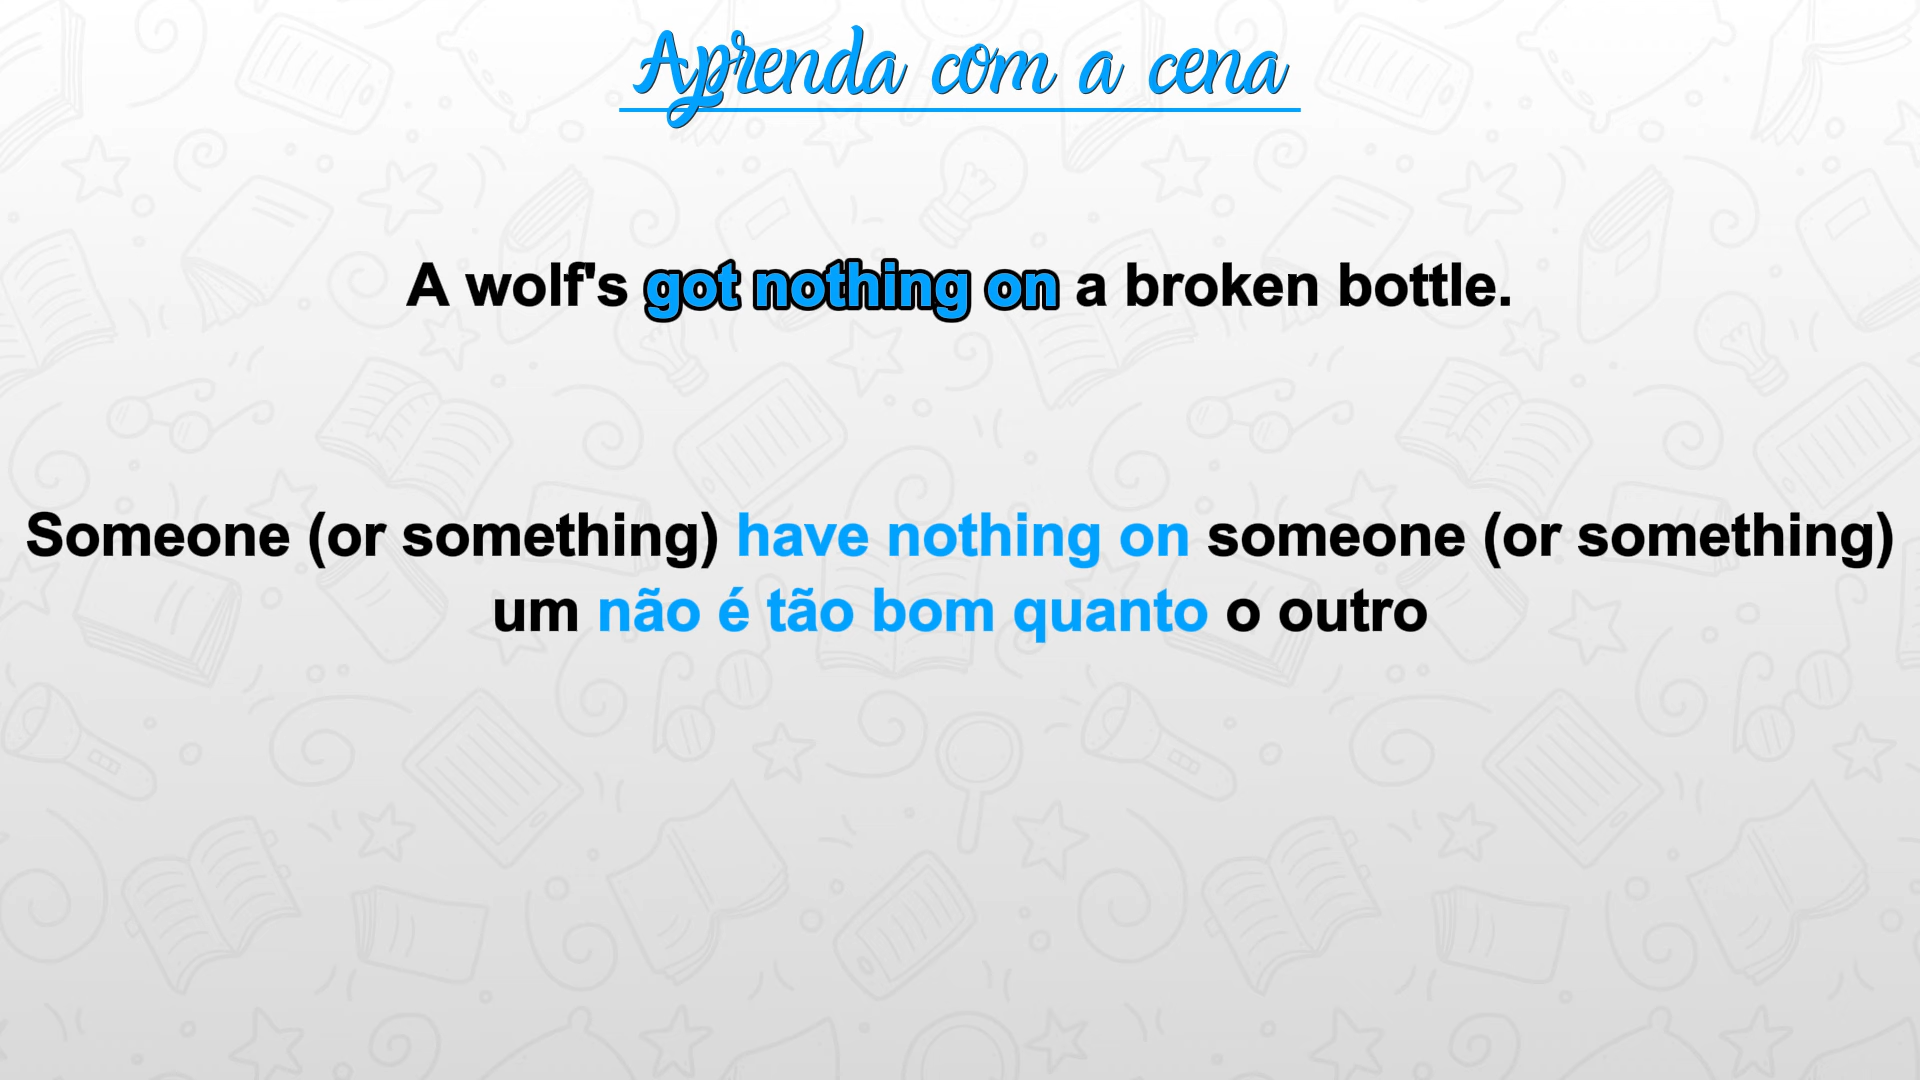 Aprenda com a cena
A wolf's got nothing on a broken bottle.
Someone (or something) have nothing on someone (or something)
um não é tão bom quanto o outro